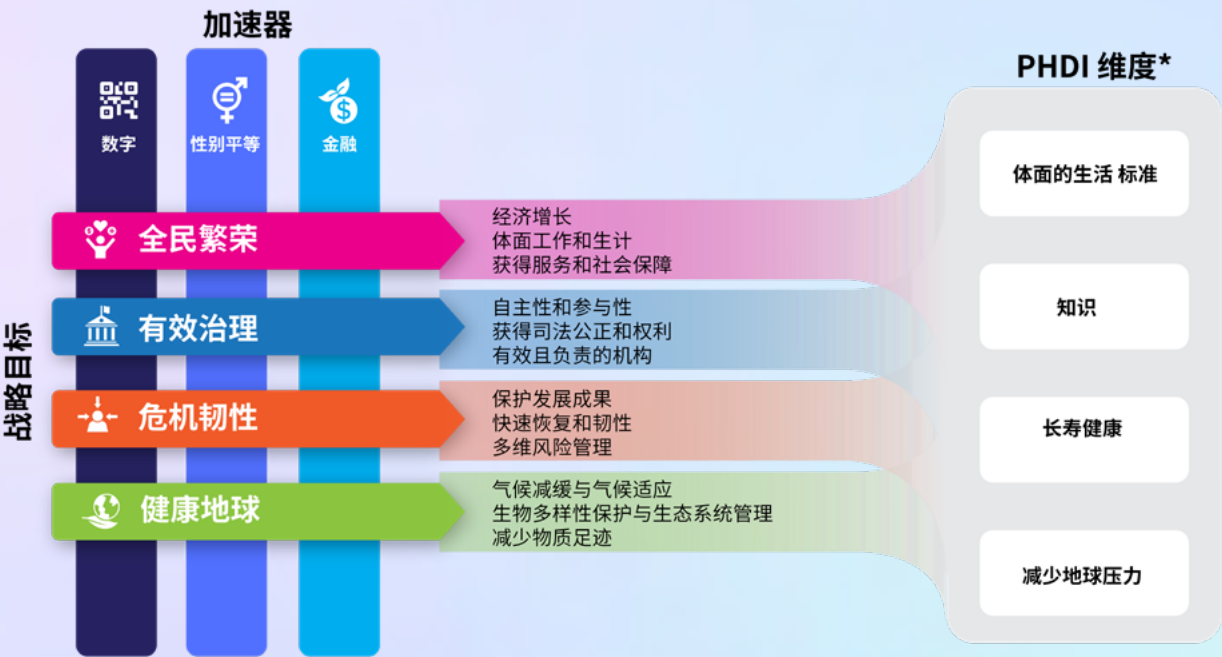 加速器
数字
性别平等
金融
PHDI 维度*
战略目标
全民繁荣
经济增长
体面工作和生计
获得服务和社会保障
有效治理
自主性和参与性
获得司法公正和权利
有效且负责的机构
危机韧性
保护发展成果
快速恢复和韧性
多维风险管理
健康地球
气候减缓与气候适应
生物多样性保护与生态系统管理
减少物质足迹
体面的生活 标准
知识
长寿健康
减少地球压力